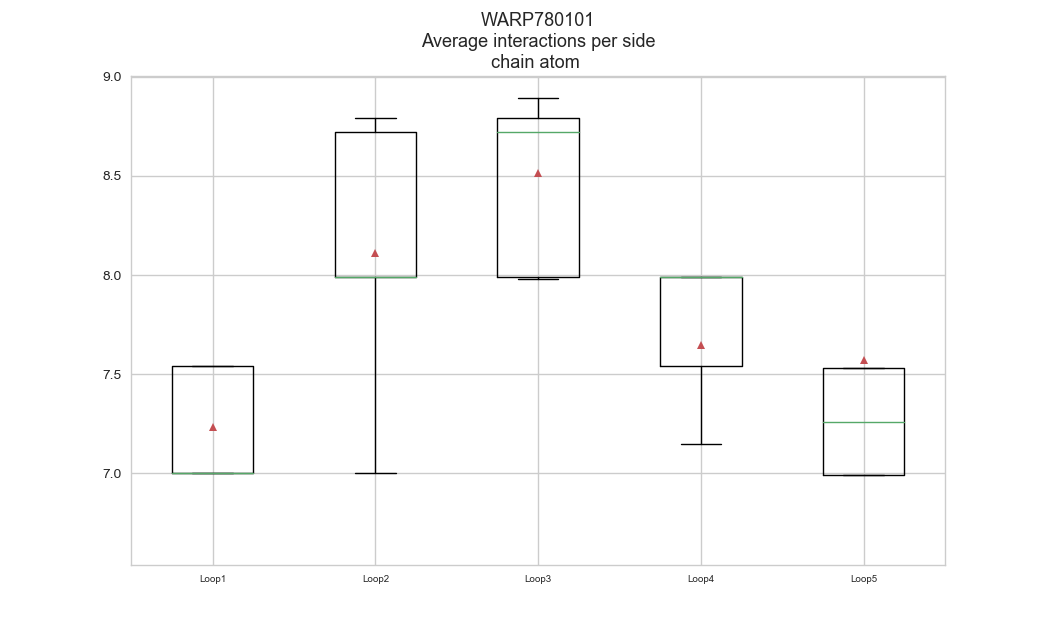 WARP780101
Average interactions per side
chain atom
9.0
8.5
8.0
7.5
7.0
Loop1
Loop2
Loop3
Loop4
Loop5